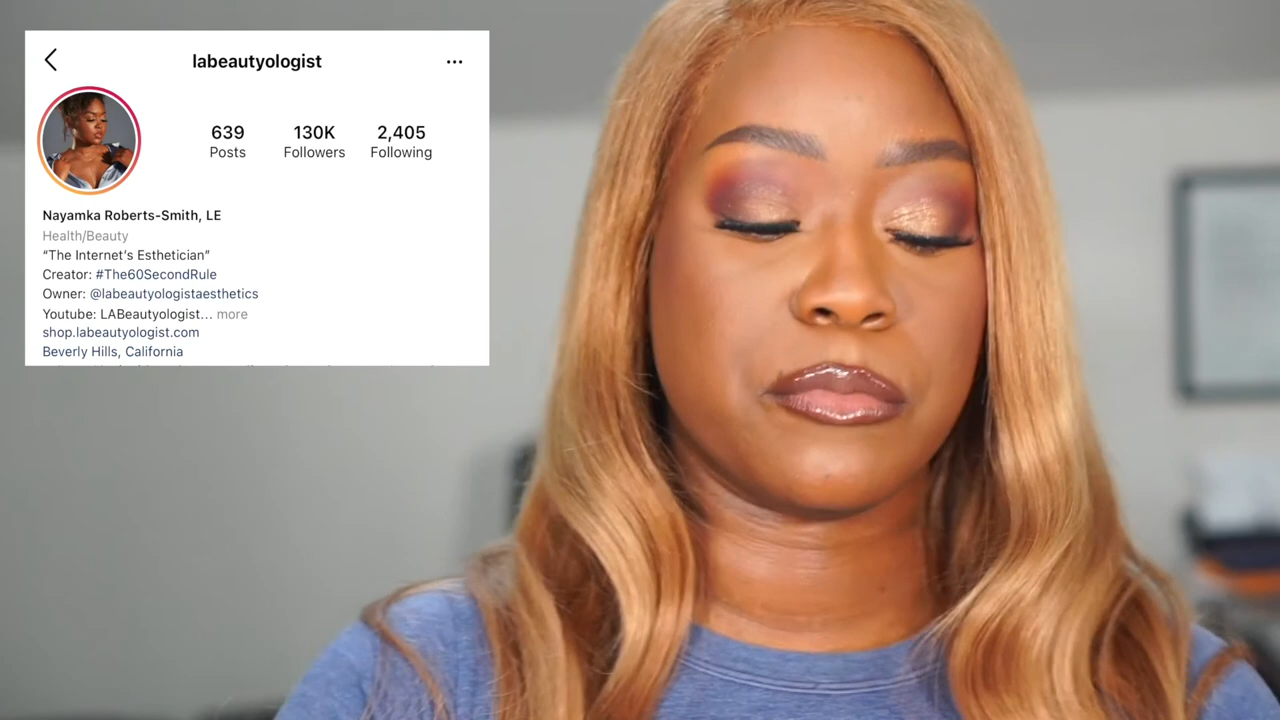 labeautyologist
639 130K 2,405
Posts Followers Following
Nayamka Roberts-Smith, LE
Health/Beauty
“The Internet’s Esthetician”
Creator: #The60SecondRule
Owner: @labeautyologistaesthetics
Youtube: LABeautyologist... more
shop.labeautyologist.com
Beverly Hills, California